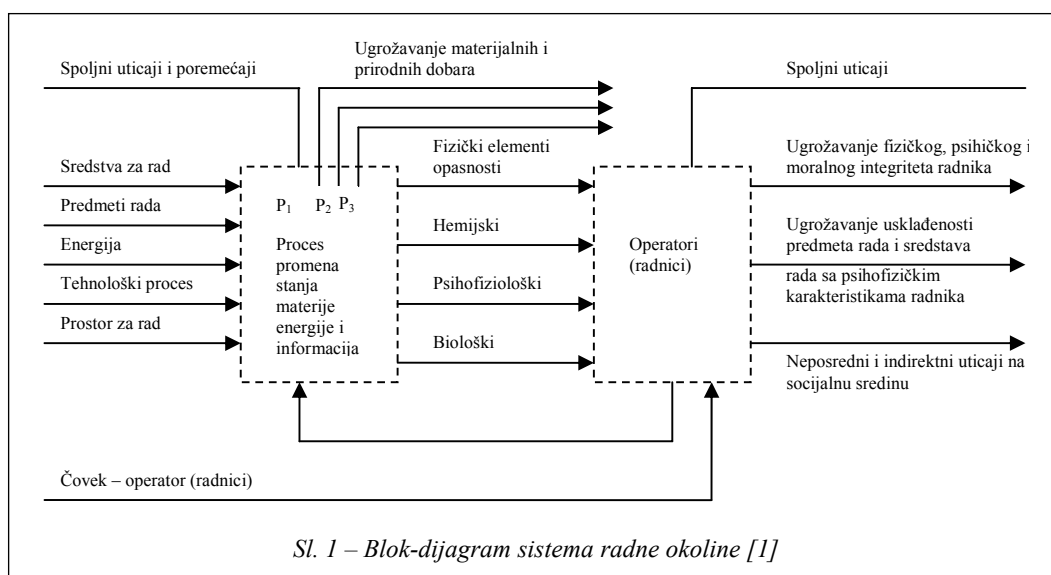 Ugrožavanje materijalnih i
prirodnih dobara
Spoljni uticaji i poremećaji
Spoljni uticaji
Sredstva za rad
Predmeti rada
Energija
Tehnološki proces
Prostor za rad
P1 P2 P3
Proces
promena
stanja
materije
energije i
informacija
Fizički elementi
opasnosti
Hemijski
Psihofiziološki
Biološki
Operatori
(radnici)
Ugrožavanje fizičkog, psihičkog i
moralnog integriteta radnika
Ugrožavanje usklađenosti
predmeta rada i sredstava
rada sa psihofizičkim
karakteristikama radnika
Neposredni i indirektni uticaji na
socijalnu sredinu
Čovek – operator (radnici)
Sl. 1 – Blok-dijagram sistema radne okoline [1]